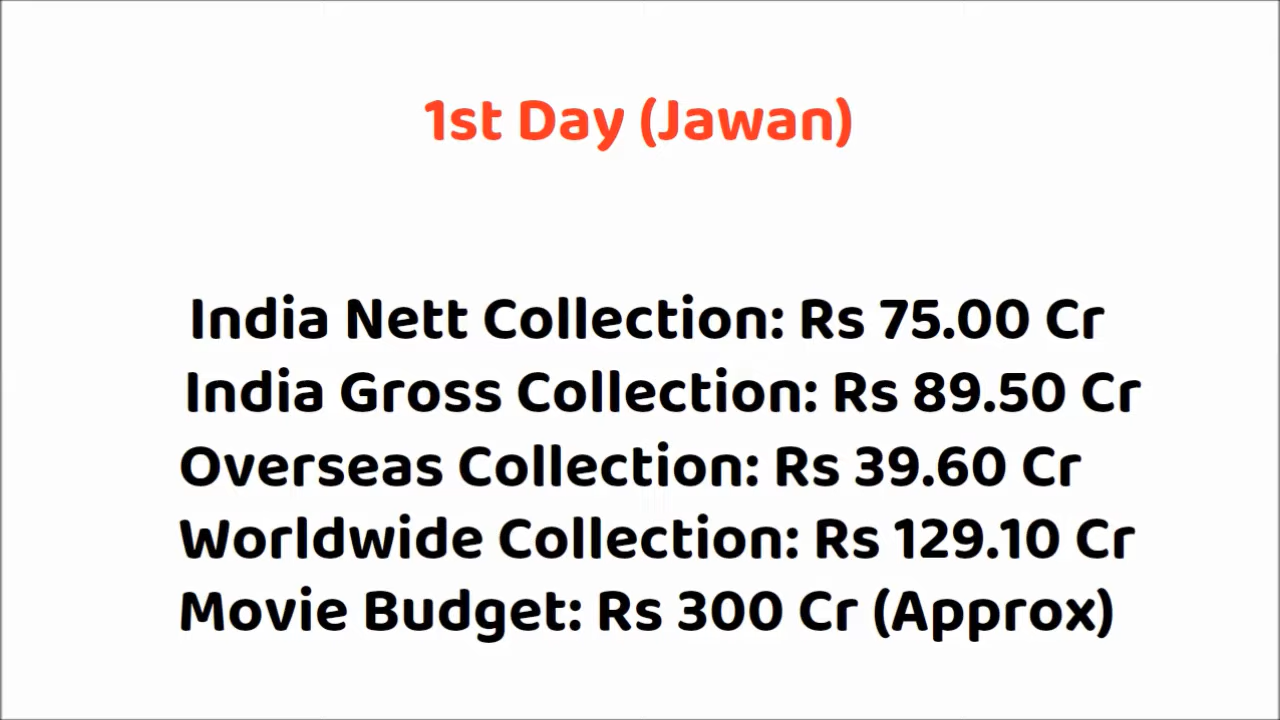 1st Day (Jawan)
India Nett Collection: Rs 75.00 Cr
India Gross Collection: Rs 89.50 Cr
Overseas Collection: Rs 39.60 Cr
Worldwide Collection: Rs 129.10 Cr
Movie Budget: Rs 300 Cr (Approx)